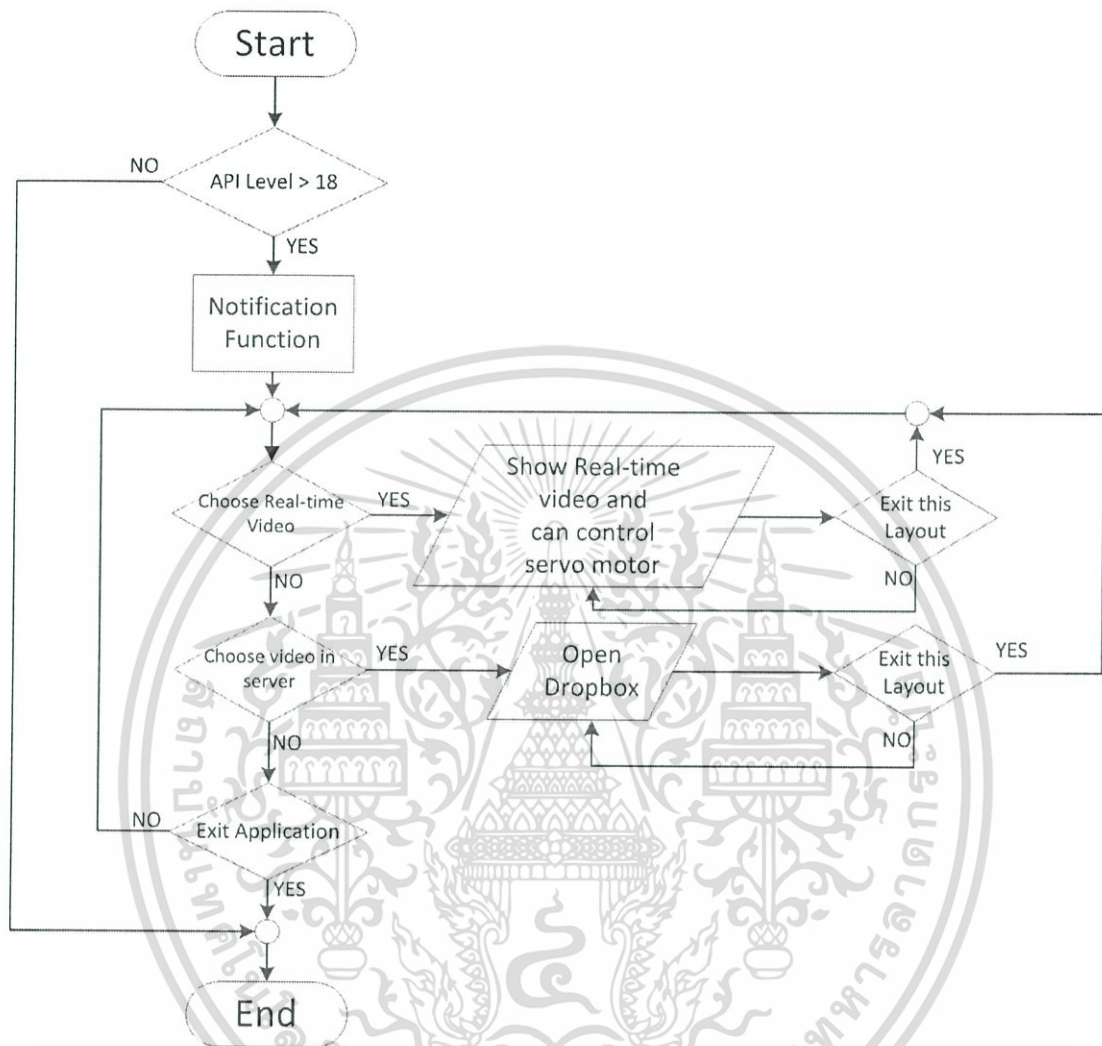 Start
NO
API Level > 18
YES
Notification
Function
Choose Real-time
Video
YES
Show Real-time
video and
can control
servo motor
Exit this
Layout
YES
NO
NO
Choose video in
server
YES
Open
Dropbox
Exit this
Layout
YES
NO
NO
NO
Exit Application
YES
End